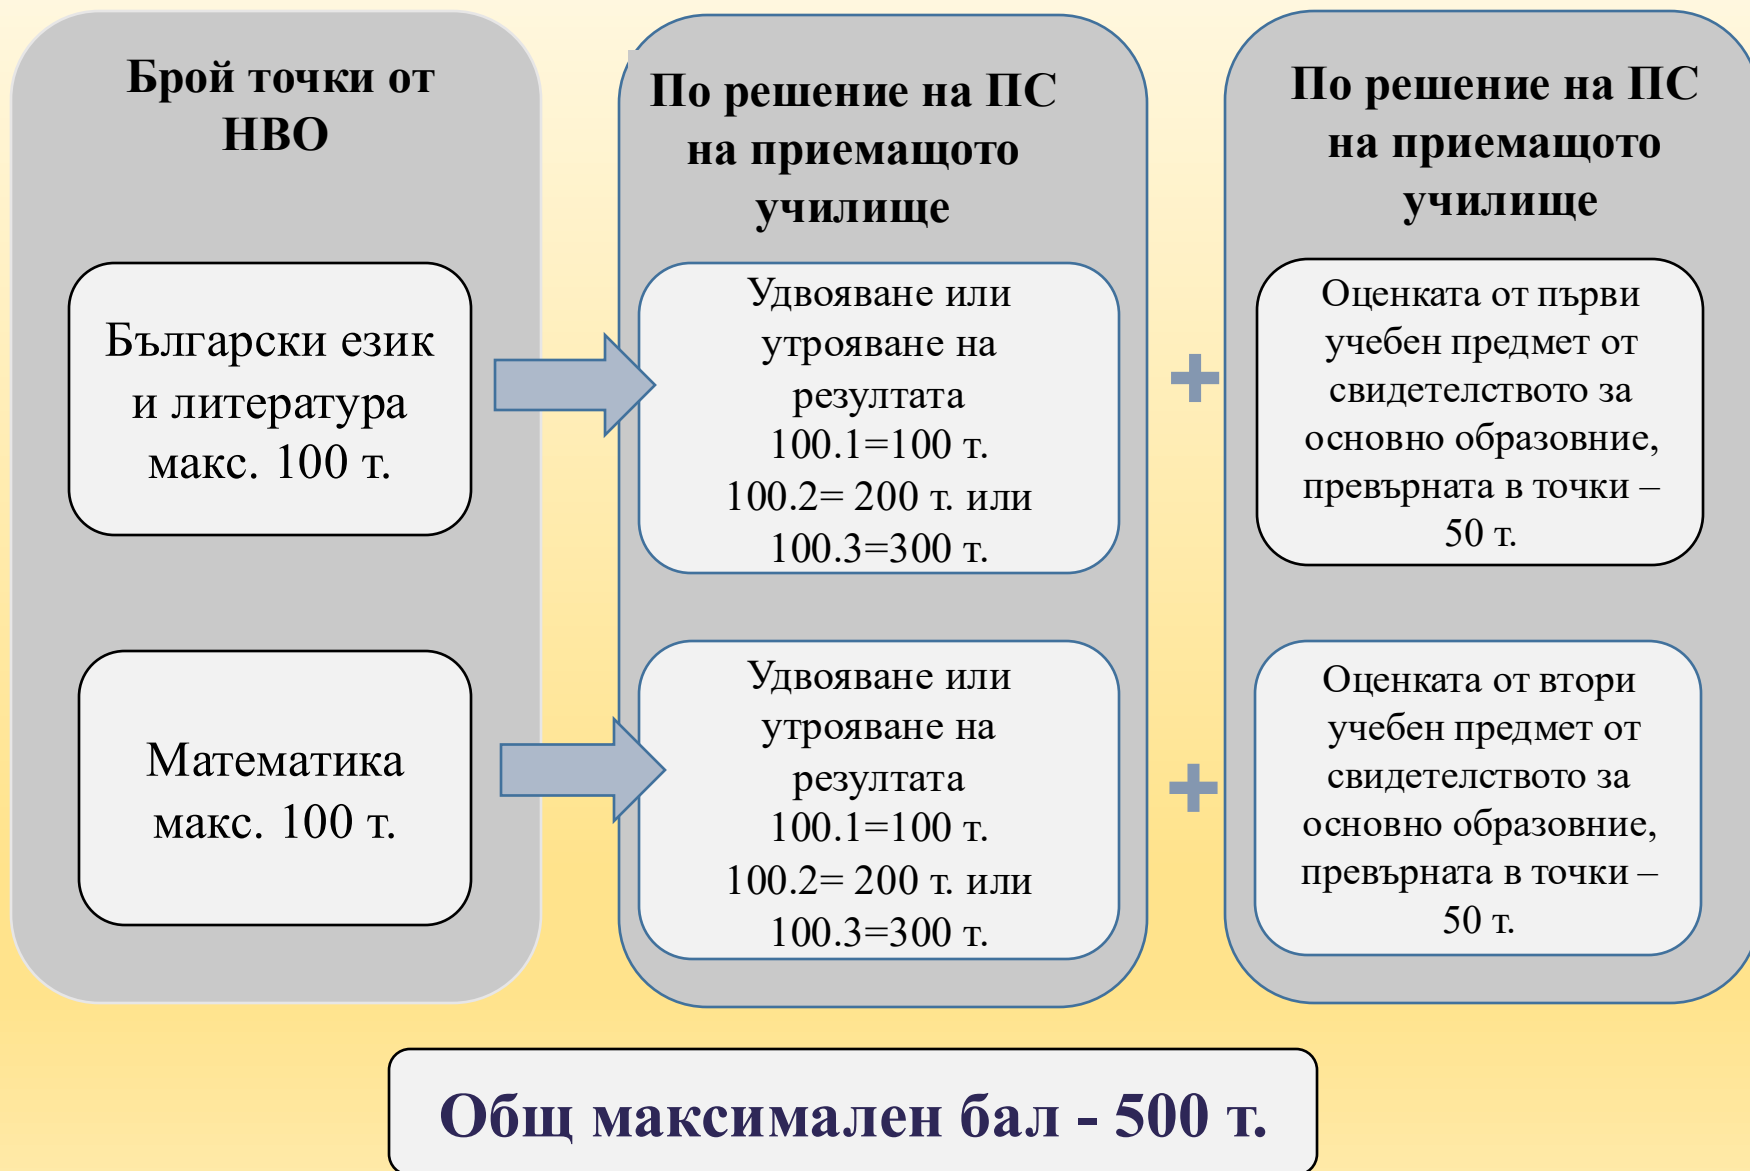 Брой точки от
НВО
Български език
и литература
макс. 100 т.
Математика
макс. 100 т.
По решение на ПС
на приемащото
училище
Удвояване или
утрояване на
резултата
100.1=100 т.
100.2= 200 т. или
100.3=300 т.
Удвояване или
утрояване на
резултата
100.1=100 т.
100.2= 200 т. или
100.3=300 т.
По решение на ПС
на приемащото
училище
Оценката от първи
учебен предмет от
свидетелството за
основно образовние,
превърната в точки –
50 т.
Оценката от втори
учебен предмет от
свидетелството за
основно образовние,
превърната в точки –
50 т.
Общ максимален бал - 500 т.